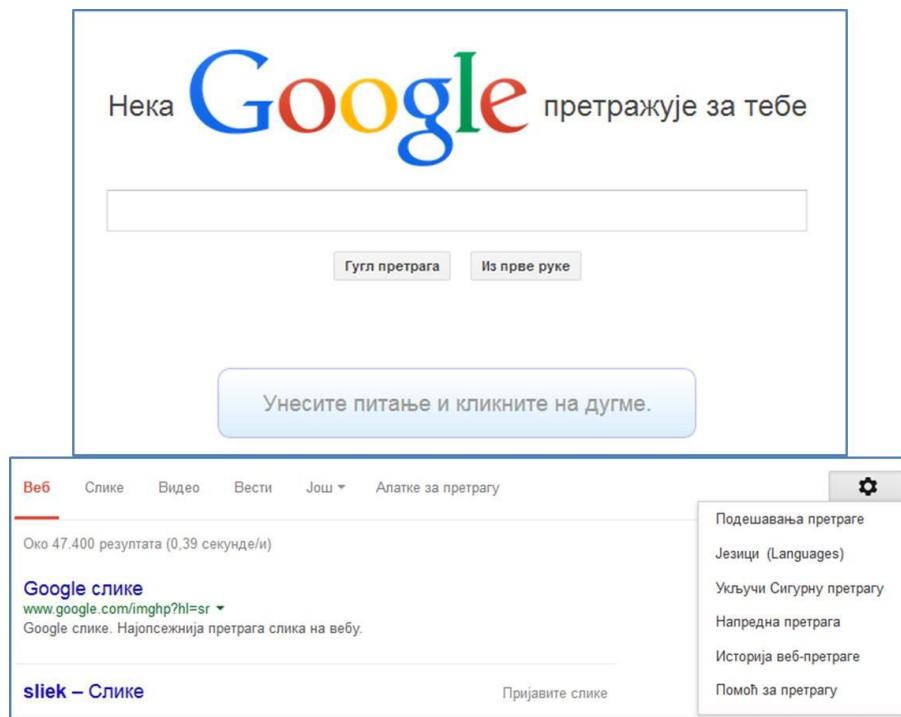 Нека Google претражује за тебе
Гугл претрага Из прве руке
Унесите питање и кликните на дугме.
Веб Слике Видео Вести Још Алатке за претрагу
Око 47.400 резултата (0,39 секунде/и)
Google слике
www.google.com/imghp?hl=sr
Google слике. Најопсежнија претрага слика на вебу.
sliek – Слике Пријавите слике
Подешавања претраге
Језици (Languages)
Укључи Сигурну претрагу
Напредна претрага
Историја веб-претраге
Помоћ за претрагу